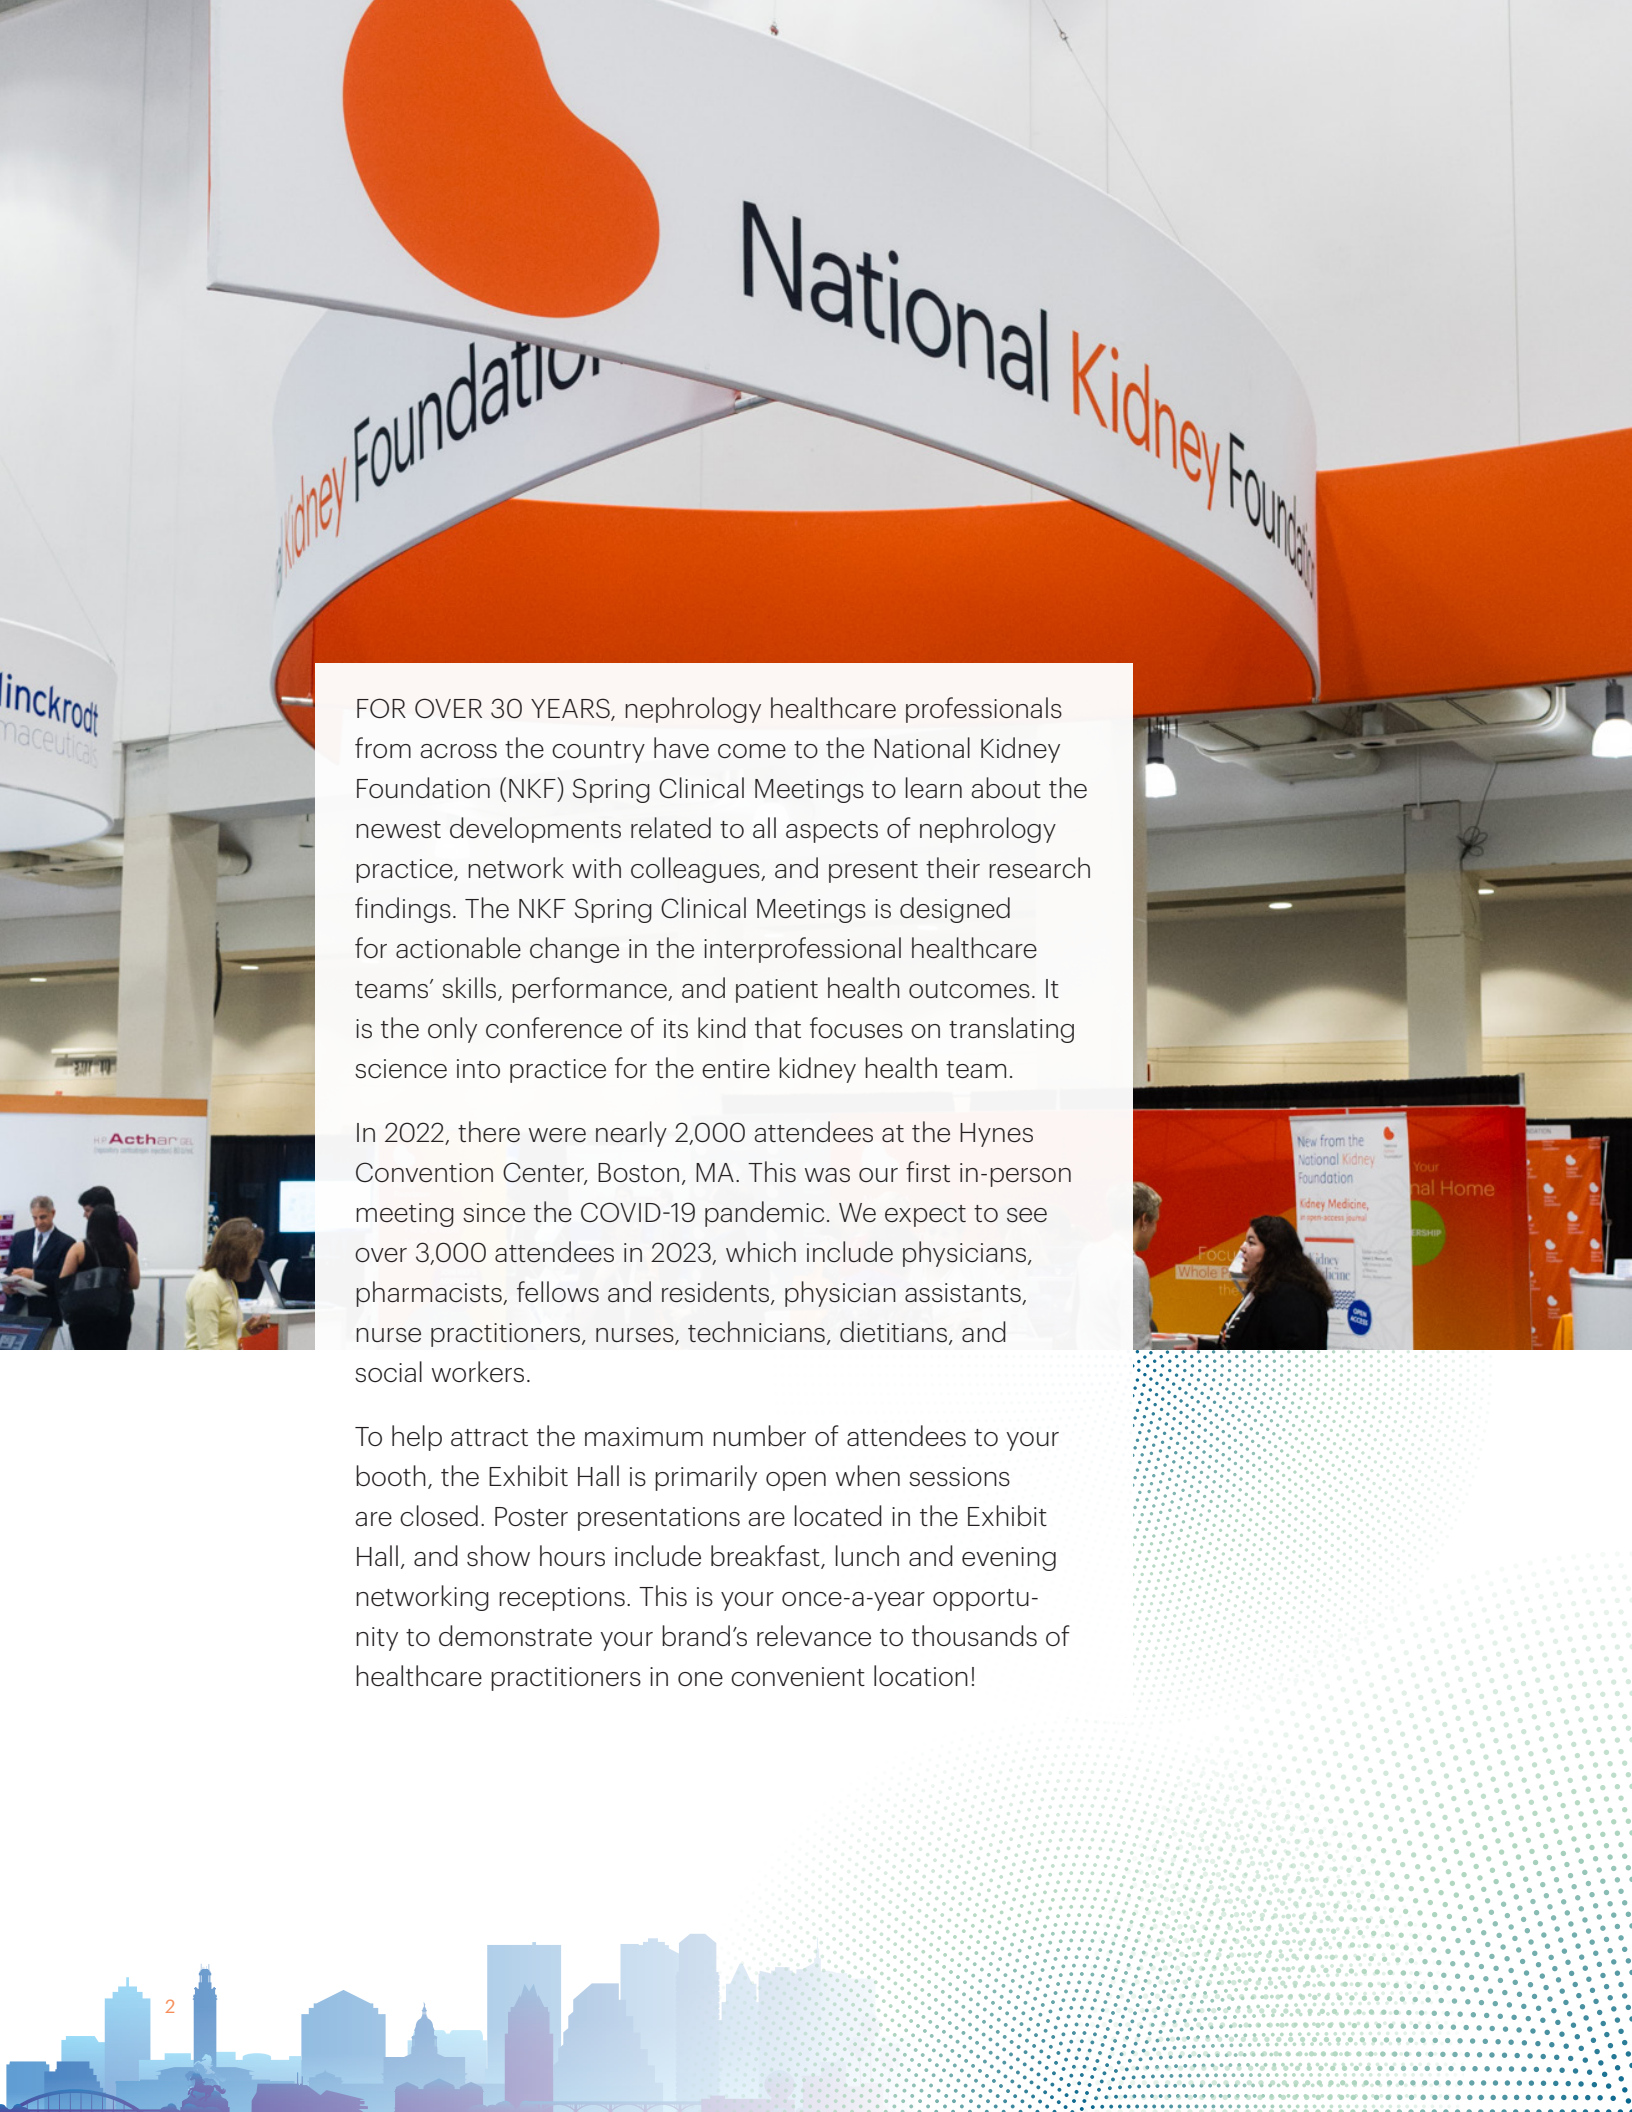 National Kidney Foundation
Kidney Foundation
FOR OVER 30 YEARS, nephrology healthcare professionals
from across the country have come to the National Kidney
Foundation (NKF) Spring Clinical Meetings to learn about the
newest developments related to all aspects of nephrology
practice, network with colleagues, and present their research
findings. The NKF Spring Clinical Meetings is designed
for actionable change in the interprofessional healthcare
teams’ skills, performance, and patient health outcomes. It
is the only conference of its kind that focuses on translating
science into practice for the entire kidney health team.
In 2022, there were nearly 2,000 attendees at the Hynes
Convention Center, Boston, MA. This was our first in-person
meeting since the COVID-19 pandemic. We expect to see
over 3,000 attendees in 2023, which include physicians,
pharmacists, fellows and residents, physician assistants,
nurse practitioners, nurses, technicians, dietitians, and
social workers.
To help attract the maximum number of attendees to your
booth, the Exhibit Hall is primarily open when sessions
are closed. Poster presentations are located in the Exhibit
Hall, and show hours include breakfast, lunch and evening
networking receptions. This is your once-a-year opportu-
nity to demonstrate your brand’s relevance to thousands of
healthcare practitioners in one convenient location!
linckrodt
maceuticals
H.P. Acthar GEL
New from the
National Kidney
Foundation
Kidney Medicine,
an open-access journal
Kidney
Medicine
OPEN
ACCESS
Your
nal Home
ERSHIP
Focu
Whole P
the
2